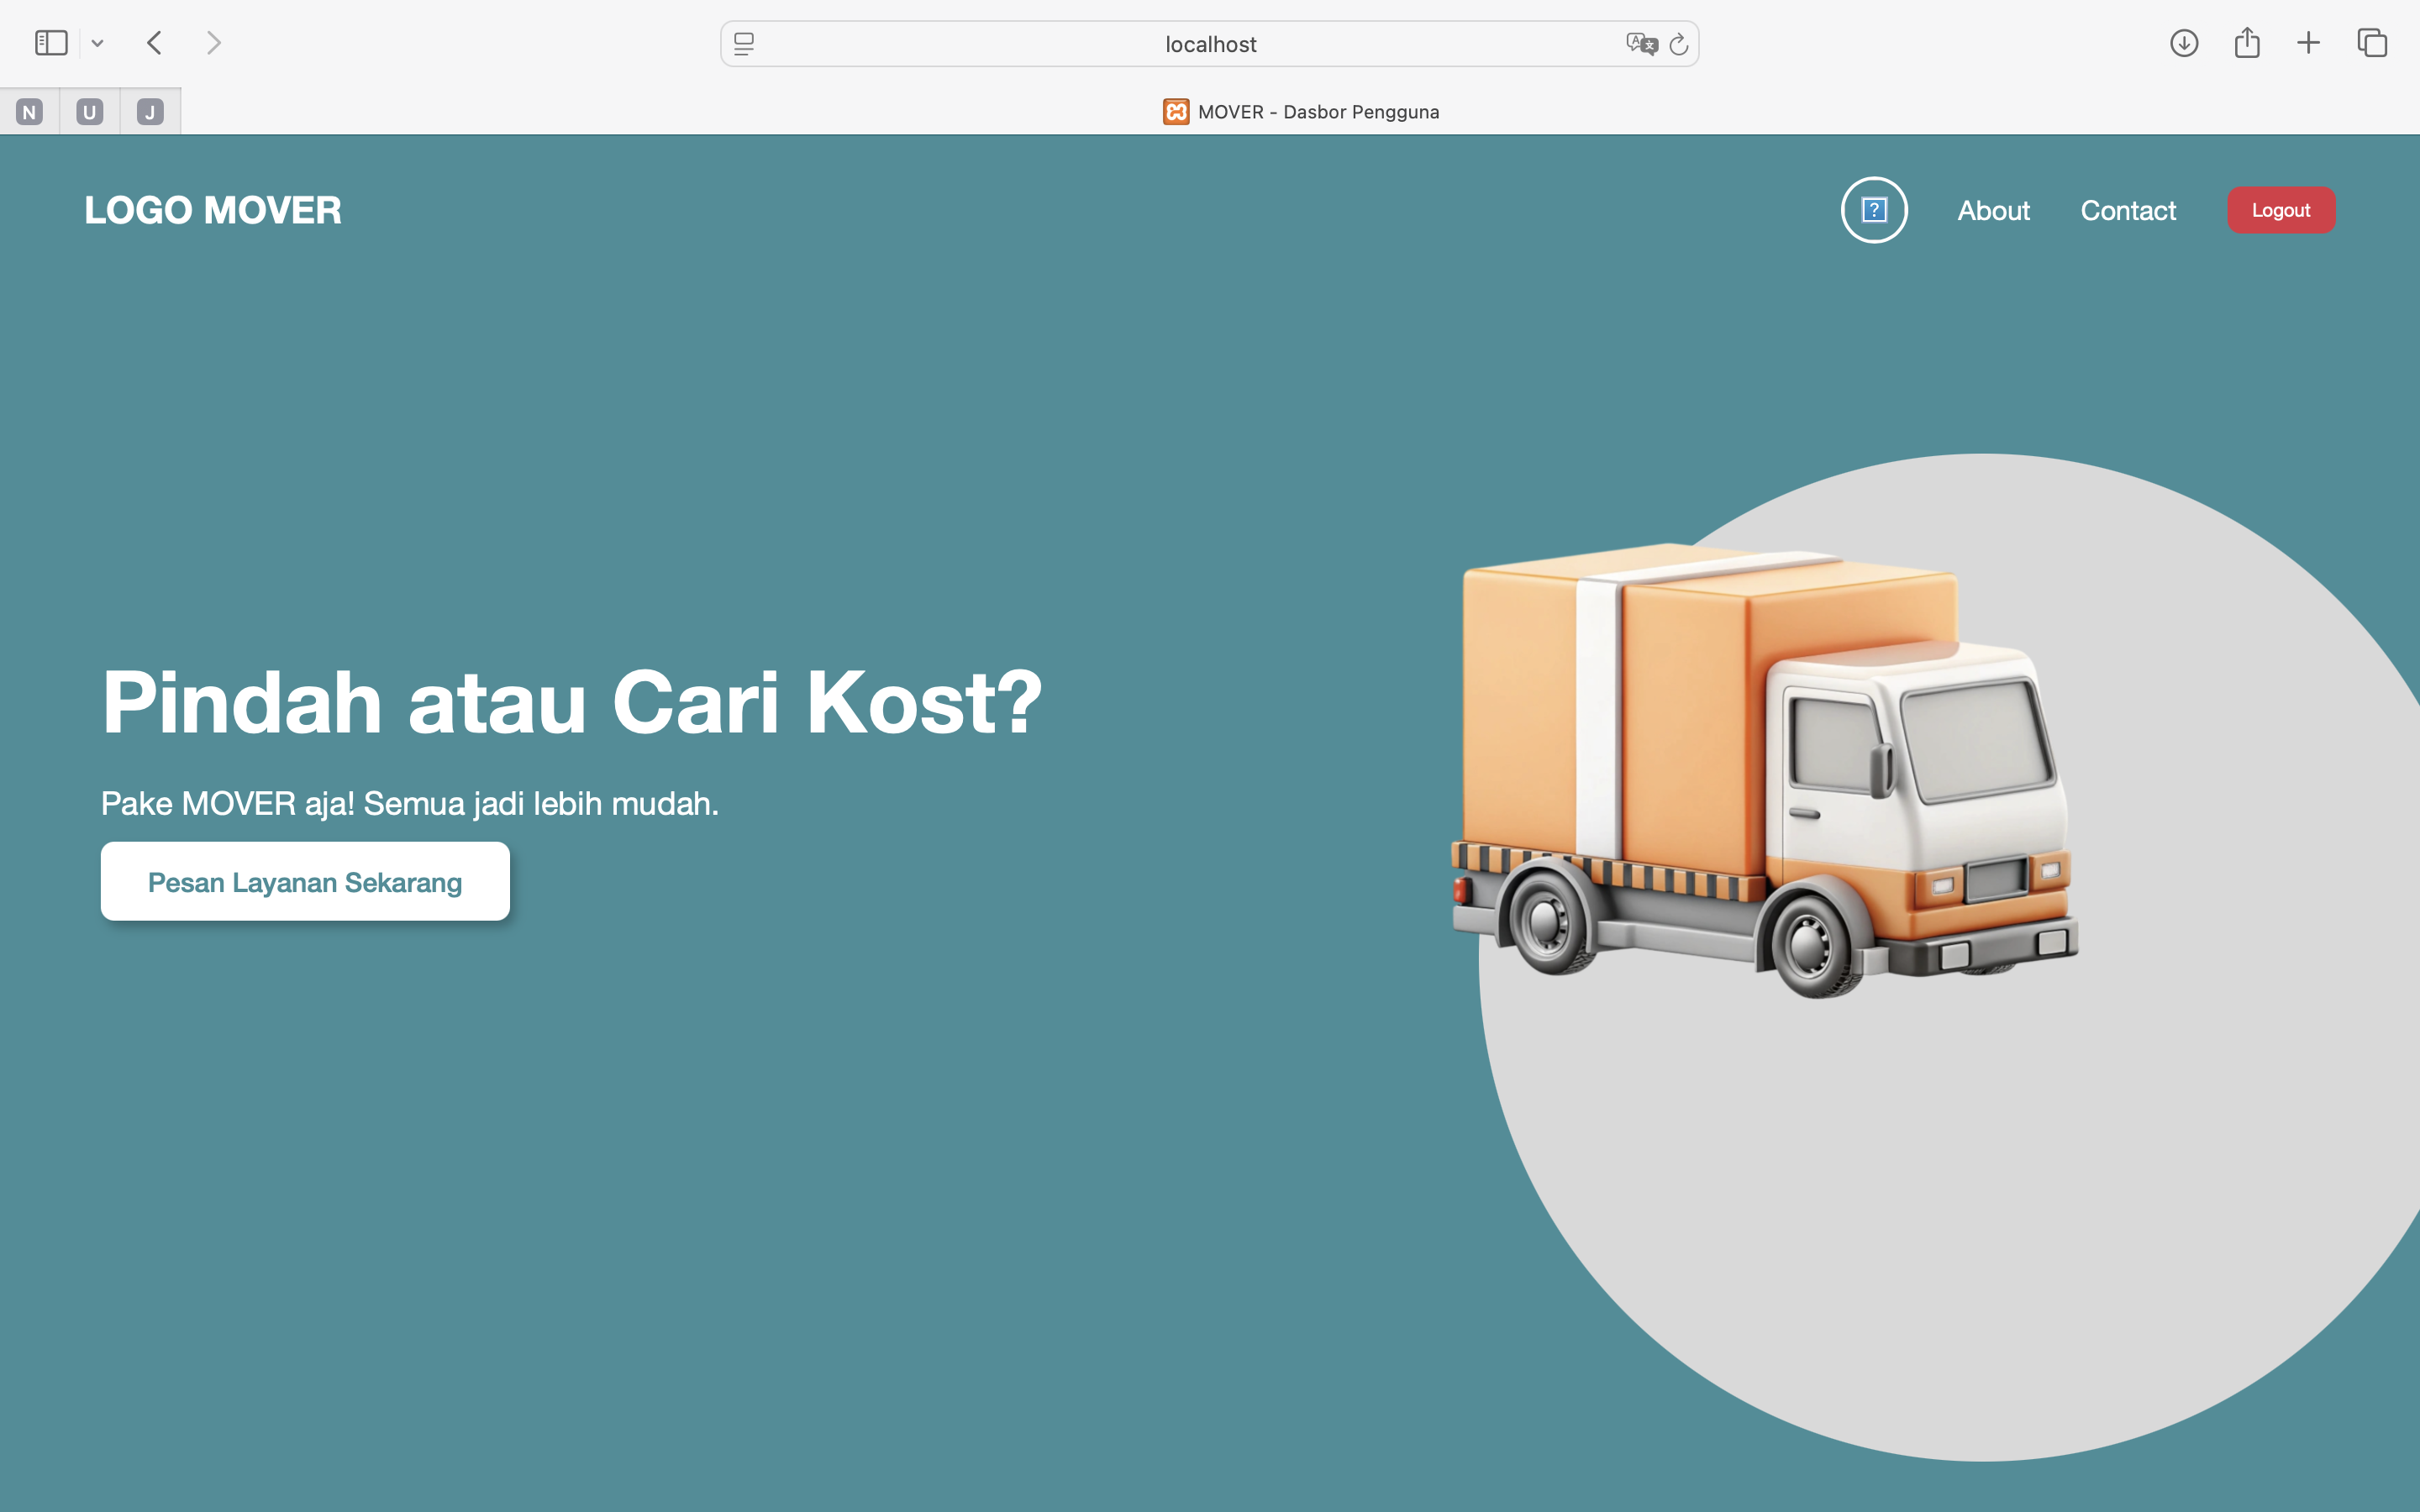 localhost
N U J MOVER - Dasbor Pengguna
LOGO MOVER ? About Contact Logout
Pindah atau Cari Kost?
Pake MOVER aja! Semua jadi lebih mudah.
Pesan Layanan Sekarang